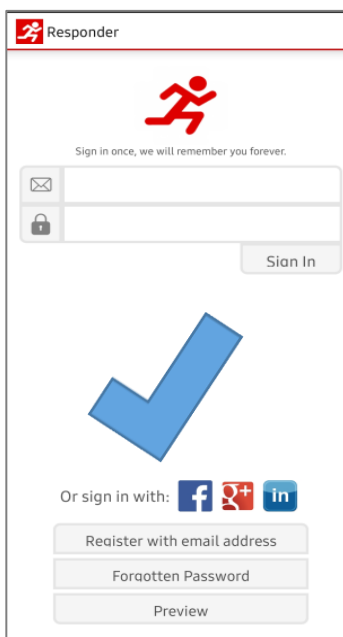 Responder
Sign in once, we will remember you forever.
Sign In
Or sign in with: f g+ in
Register with email address
Forgotten Password
Preview